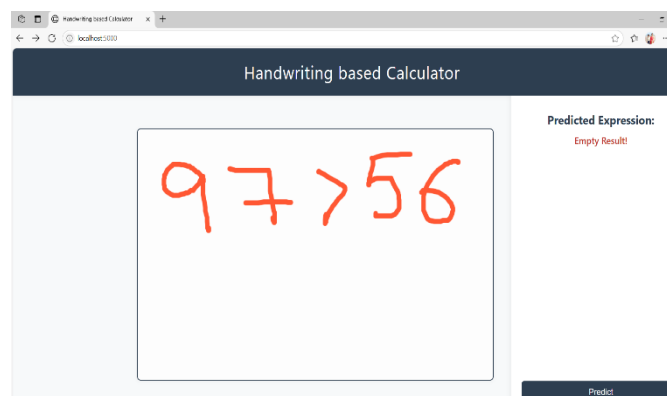 Handwriting based Calculator
localhost:5000
Handwriting based Calculator
Predicted Expression:
Empty Result!
97>56
Predict